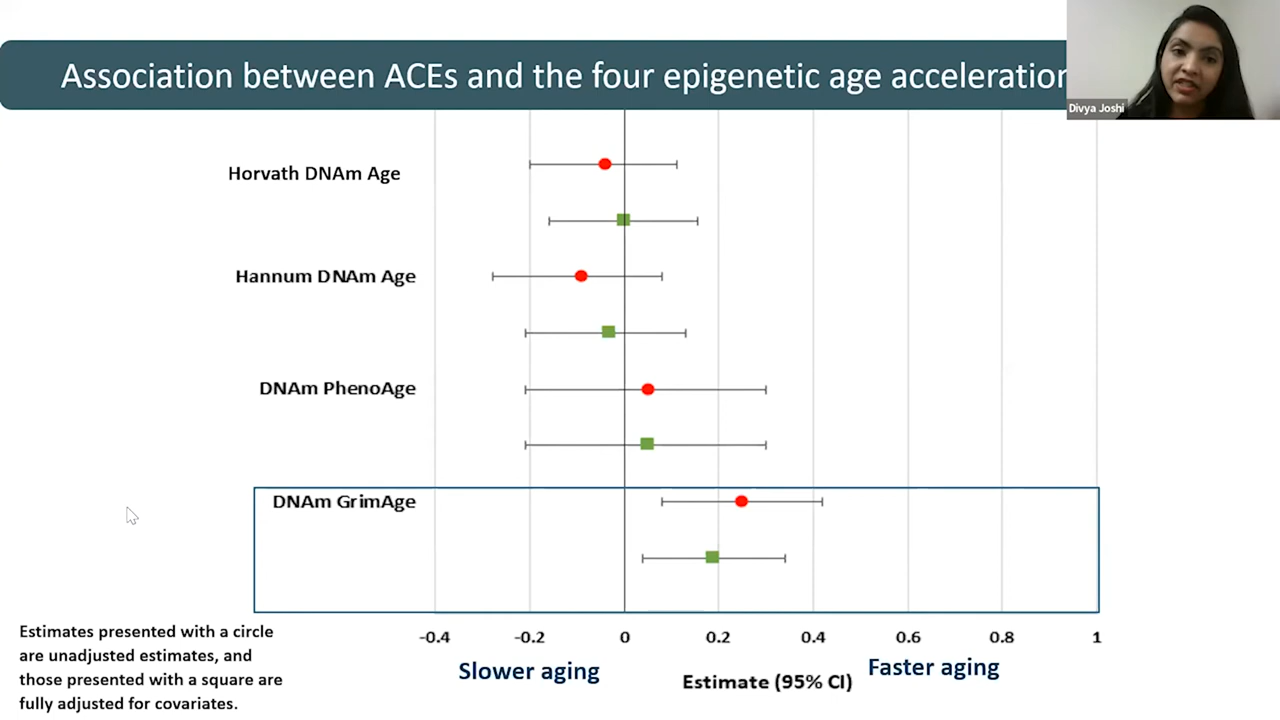 Association between ACEs and the four epigenetic age acceleration
Divya Joshi
Horvath DNAm Age
Hannum DNAm Age
DNAm PhenoAge
DNAm GrimAge
-0.4 -0.2 0 0.2 0.4 0.6 0.8 1
Slower aging Estimate (95% CI) Faster aging
Estimates presented with a circle
are unadjusted estimates, and
those presented with a square are
fully adjusted for covariates.